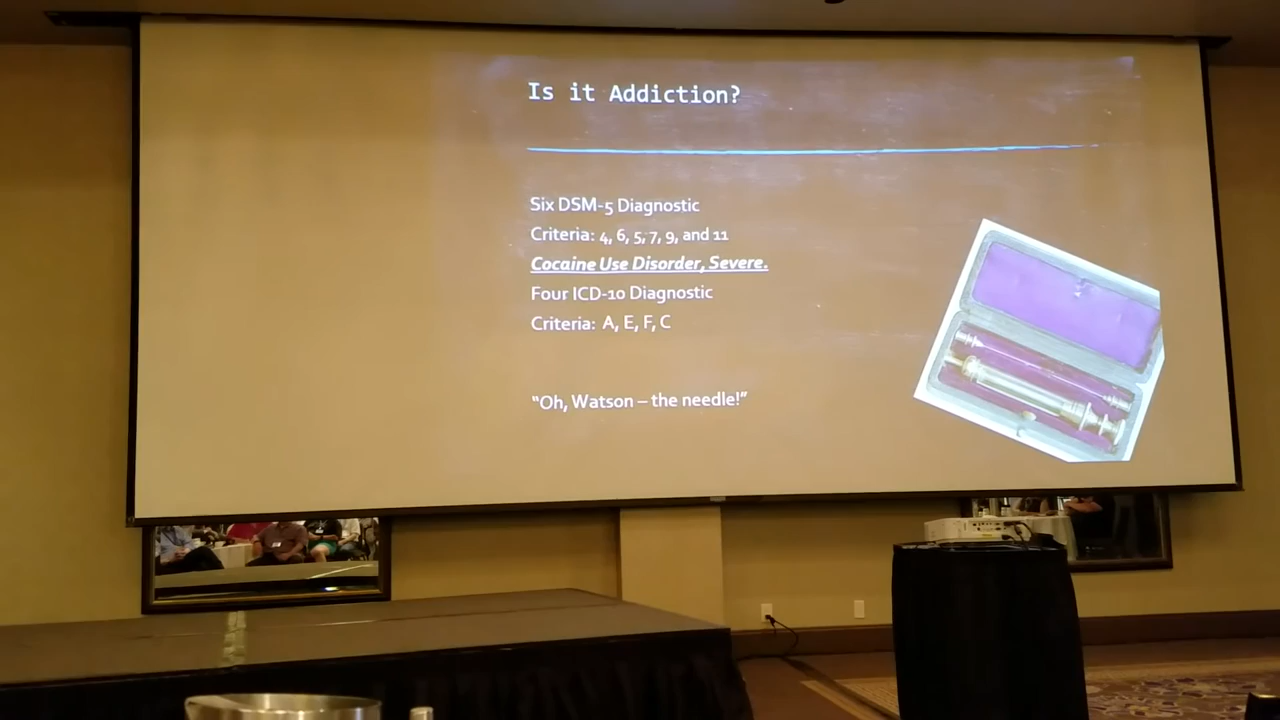 Is it Addiction?
Six DSM-5 Diagnostic
Criteria: 4, 6, 5, 7, 9, and 11
Cocaine Use Disorder, Severe.
Four ICD-10 Diagnostic
Criteria: A, E, F, C
“Oh, Watson – the needle!”